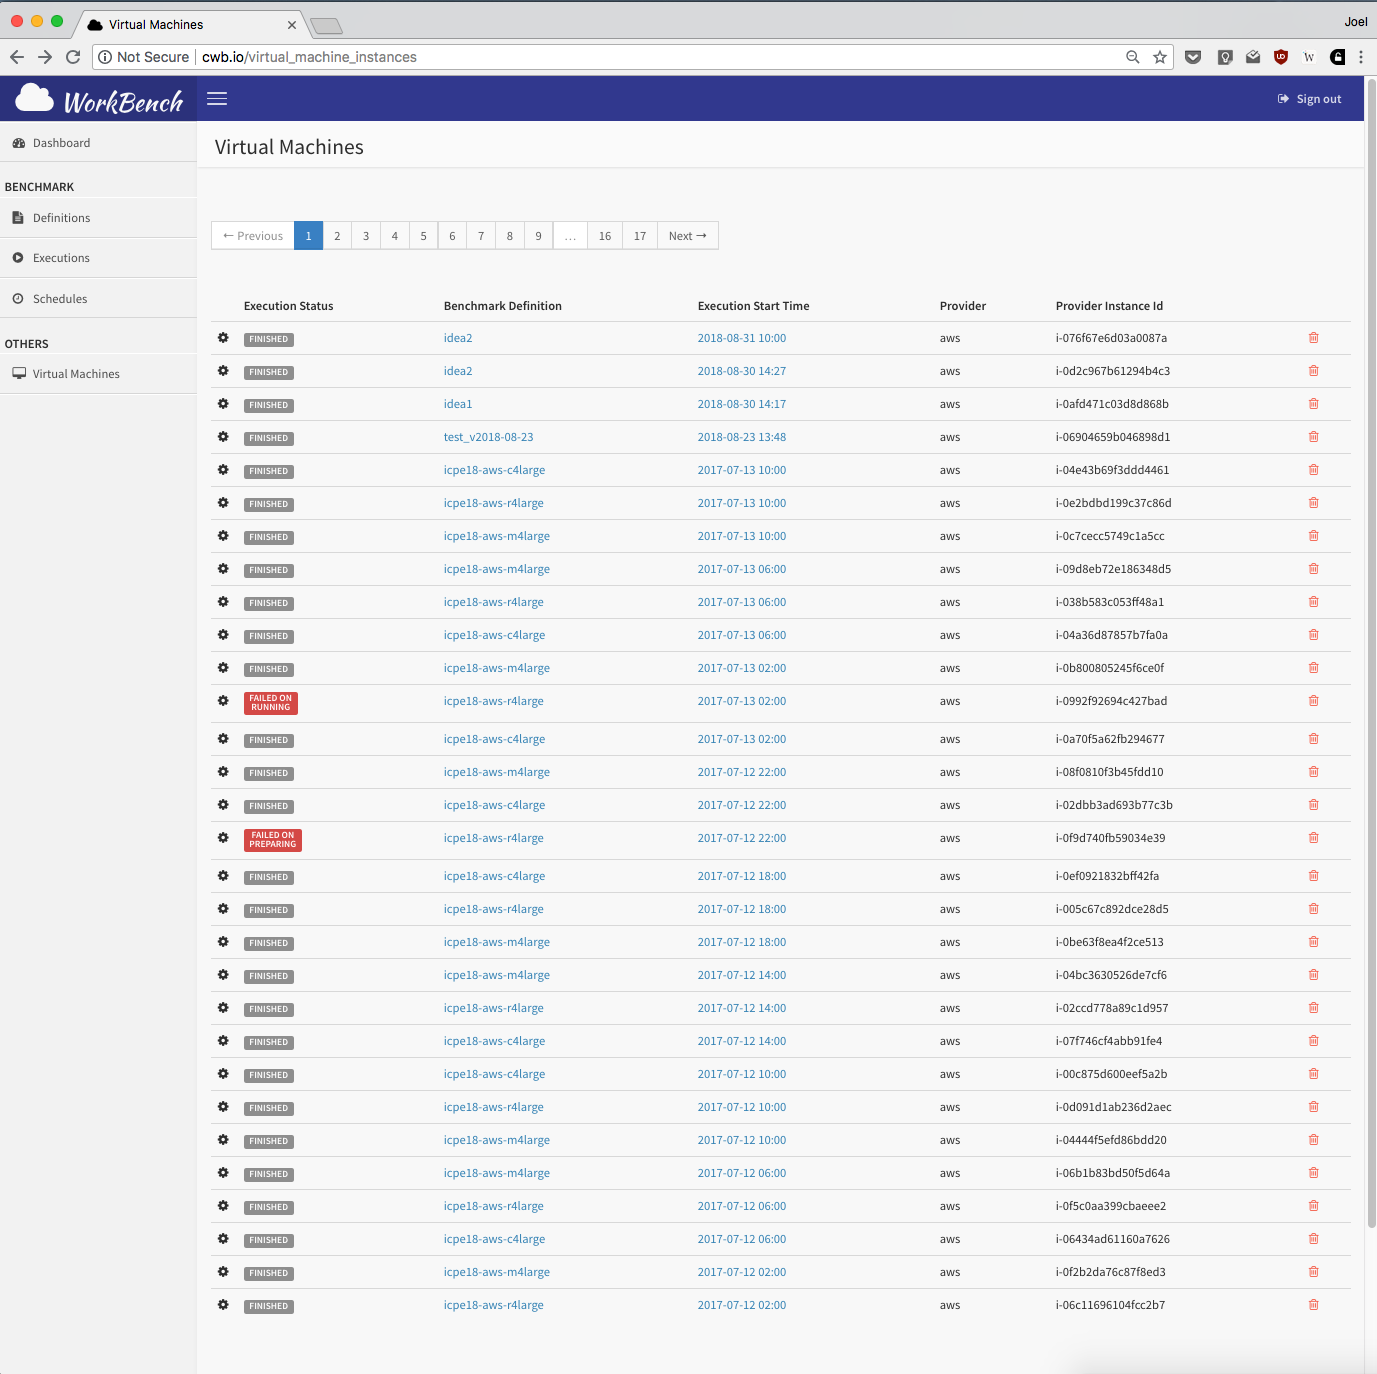 Virtual Machines
Joel
Not Secure | cwb.io/virtual_machine_instances
WorkBench
Sign out
Dashboard
BENCHMARK
Definitions
Executions
Schedules
OTHERS
Virtual Machines
Virtual Machines
← Previous 1 2 3 4 5 6 7 8 9 ... 16 17 Next →
Execution Status Benchmark Definition Execution Start Time Provider Provider Instance Id
FINISHED idea2 2018-08-31 10:00 aws i-076f67e6d03a0087a
FINISHED idea2 2018-08-30 14:27 aws i-0d2c967b61294b4c3
FINISHED idea1 2018-08-30 14:17 aws i-0afd471c03d8d868b
FINISHED test_v2018-08-23 2018-08-23 13:48 aws i-06904659b046898d1
FINISHED icpe18-aws-c4large 2017-07-13 10:00 aws i-04e43b69f3ddd4461
FINISHED icpe18-aws-r4large 2017-07-13 10:00 aws i-0e2bdbd199c37c86d
FINISHED icpe18-aws-m4large 2017-07-13 10:00 aws i-0c7cecc5749c1a5cc
FINISHED icpe18-aws-m4large 2017-07-13 06:00 aws i-09d8eb72e186348d5
FINISHED icpe18-aws-r4large 2017-07-13 06:00 aws i-038b583c053ff48a1
FINISHED icpe18-aws-c4large 2017-07-13 06:00 aws i-04a36d87857b7fa0a
FINISHED icpe18-aws-m4large 2017-07-13 02:00 aws i-0b800805245f6ce0f
FAILED ON RUNNING icpe18-aws-r4large 2017-07-13 02:00 aws i-0992f92694c427bad
FINISHED icpe18-aws-c4large 2017-07-13 02:00 aws i-0a70f5a62fb294677
FINISHED icpe18-aws-m4large 2017-07-12 22:00 aws i-08f0810f3b45fdd10
FINISHED icpe18-aws-c4large 2017-07-12 22:00 aws i-02dbb3ad693b77c3b
FAILED ON PREPARING icpe18-aws-r4large 2017-07-12 22:00 aws i-0f9d740fb59034e39
FINISHED icpe18-aws-c4large 2017-07-12 18:00 aws i-0ef0921832bff42fa
FINISHED icpe18-aws-r4large 2017-07-12 18:00 aws i-005c67c892dce28d5
FINISHED icpe18-aws-m4large 2017-07-12 18:00 aws i-0be63f8ea4f2ce513
FINISHED icpe18-aws-m4large 2017-07-12 14:00 aws i-04bc3630526de7cf6
FINISHED icpe18-aws-r4large 2017-07-12 14:00 aws i-02ccd778a89c1d957
FINISHED icpe18-aws-c4large 2017-07-12 14:00 aws i-07f746cf4abb91fe4
FINISHED icpe18-aws-c4large 2017-07-12 10:00 aws i-00c875d600eef5a2b
FINISHED icpe18-aws-r4large 2017-07-12 10:00 aws i-0d091d1ab236d2aec
FINISHED icpe18-aws-m4large 2017-07-12 10:00 aws i-04444f5efd86bdd20
FINISHED icpe18-aws-m4large 2017-07-12 06:00 aws i-06b1b83bd50f5d64a
FINISHED icpe18-aws-r4large 2017-07-12 06:00 aws i-0f5c0aa399cbaeee2
FINISHED icpe18-aws-c4large 2017-07-12 06:00 aws i-06434ad61160a7626
FINISHED icpe18-aws-m4large 2017-07-12 02:00 aws i-0f2b2da76c87f8ed3
FINISHED icpe18-aws-r4large 2017-07-12 02:00 aws i-06c11696104fcc2b7